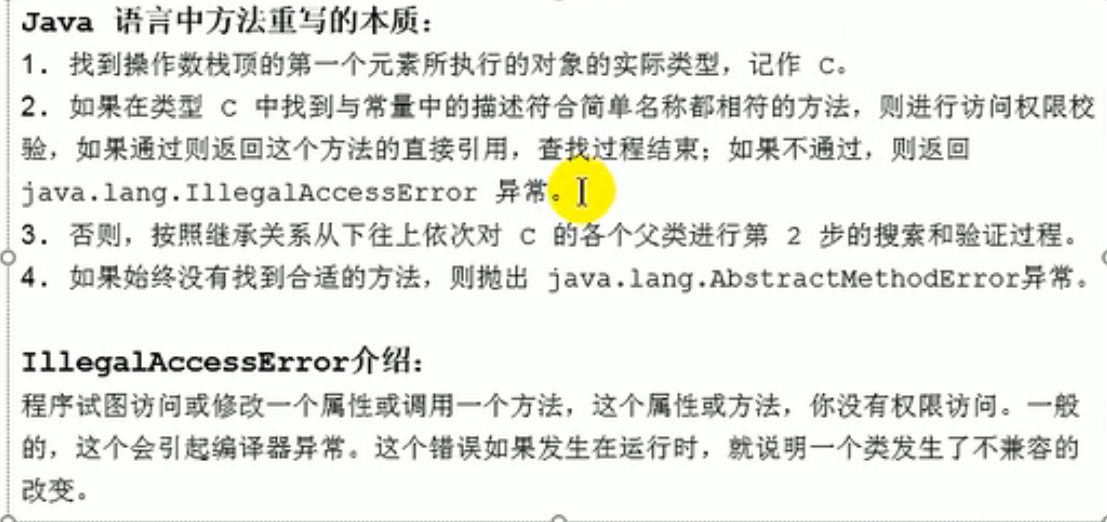 Java 语言中方法重写的本质：
1. 找到操作数栈顶的第一个元素所执行的对象的实际类型，记作 C。
2. 如果在类型 C 中找到与常量中的描述符合简单名称都相符的方法，则进行访问权限校
验，如果通过则返回这个方法的直接引用，查找过程结束；如果不通过，则返回
java.lang.IllegalAccessError 异常。
3. 否则，按照继承关系从下往上依次对 C 的各个父类进行第 2 步的搜索和验证过程。
4. 如果始终没有找到合适的方法，则抛出 java.lang.AbstractMethodError异常。
IllegalAccessError介绍：
程序试图访问或修改一个属性或调用一个方法，这个属性或方法，你没有权限访问。一般
的，这个会引起编译器异常。这个错误如果发生在运行时，就说明一个类发生了不兼容的
改变。